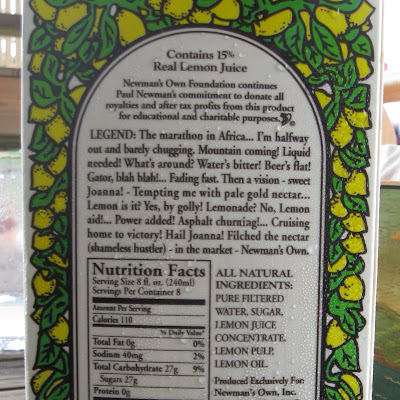 Contains 15%
Real Lemon Juice
Newman's Own Foundation continues
Paul Newman's commitment to donate all
royalties and after tax profits from this product
for educational and charitable purposes.
LEGEND: The marathon in Africa... I'm halfway
out and barely chugging. Mountain coming! Liquid
needed! What's around? Water's bitter! Beer's flat!
Gator, blah blah!... Fading fast. Then a vision - sweet
Joanna! - Tempting me with pale gold nectar...
Lemon is it? Yes, by golly! Lemonade? No, Lemon
aid!... Power added! Asphalt churning!... Cruising
home to victory! Hail Joanna! Filched the nectar
(shameless hustler) - in the market - Newman's Own.
Nutrition Facts
Serving Size 8 fl. oz. (240ml)
Servings Per Container 8
Amount Per Serving
Calories 110
% Daily Value*
Total Fat 0g 0%
Sodium 40mg 2%
Total Carbohydrate 27g 9%
Sugars 27g
Protein 0g
ALL NATURAL
INGREDIENTS:
PURE FILTERED
WATER, SUGAR,
LEMON JUICE
CONCENTRATE,
LEMON PULP,
LEMON OIL.
Produced Exclusively For:
Newman's Own, Inc.